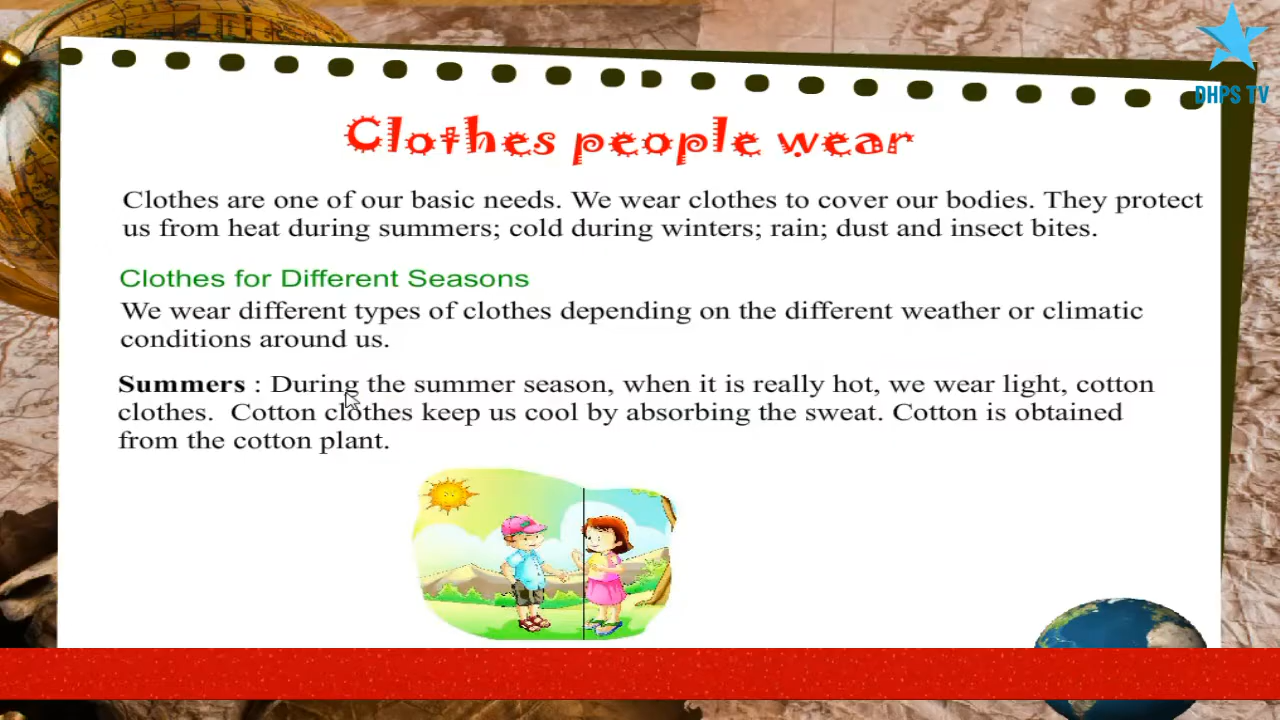 DHPS TV
Clothes people wear
Clothes are one of our basic needs. We wear clothes to cover our bodies. They protect
us from heat during summers; cold during winters; rain; dust and insect bites.
Clothes for Different Seasons
We wear different types of clothes depending on the different weather or climatic
conditions around us.
Summers : During the summer season, when it is really hot, we wear light, cotton
clothes. Cotton clothes keep us cool by absorbing the sweat. Cotton is obtained
from the cotton plant.